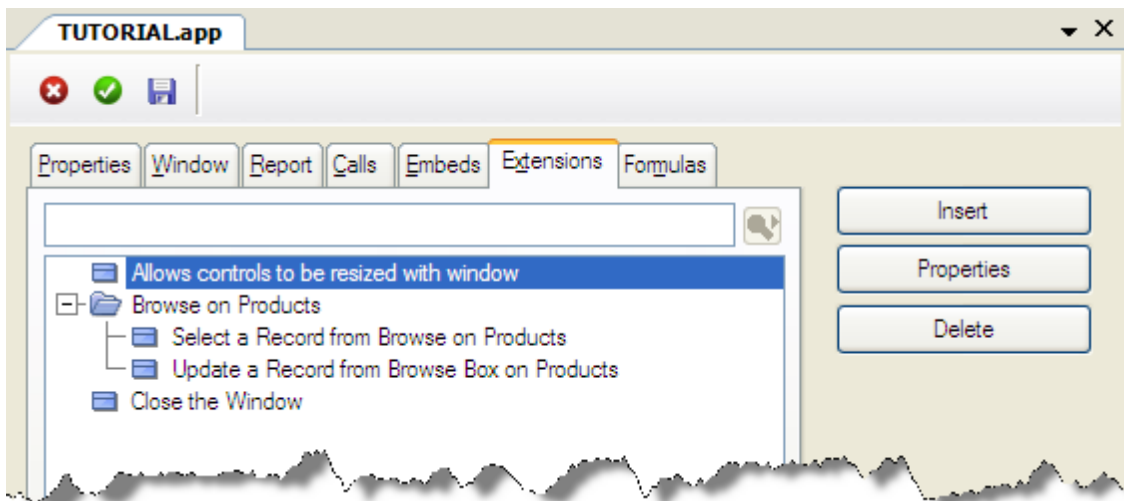 TUTORIAL.app
Properties Window Report Calls Embeds Extensions Formulas
Insert
Allows controls to be resized with window
Properties
Browse on Products
Select a Record from Browse on Products
Delete
Update a Record from Browse Box on Products
Close the Window